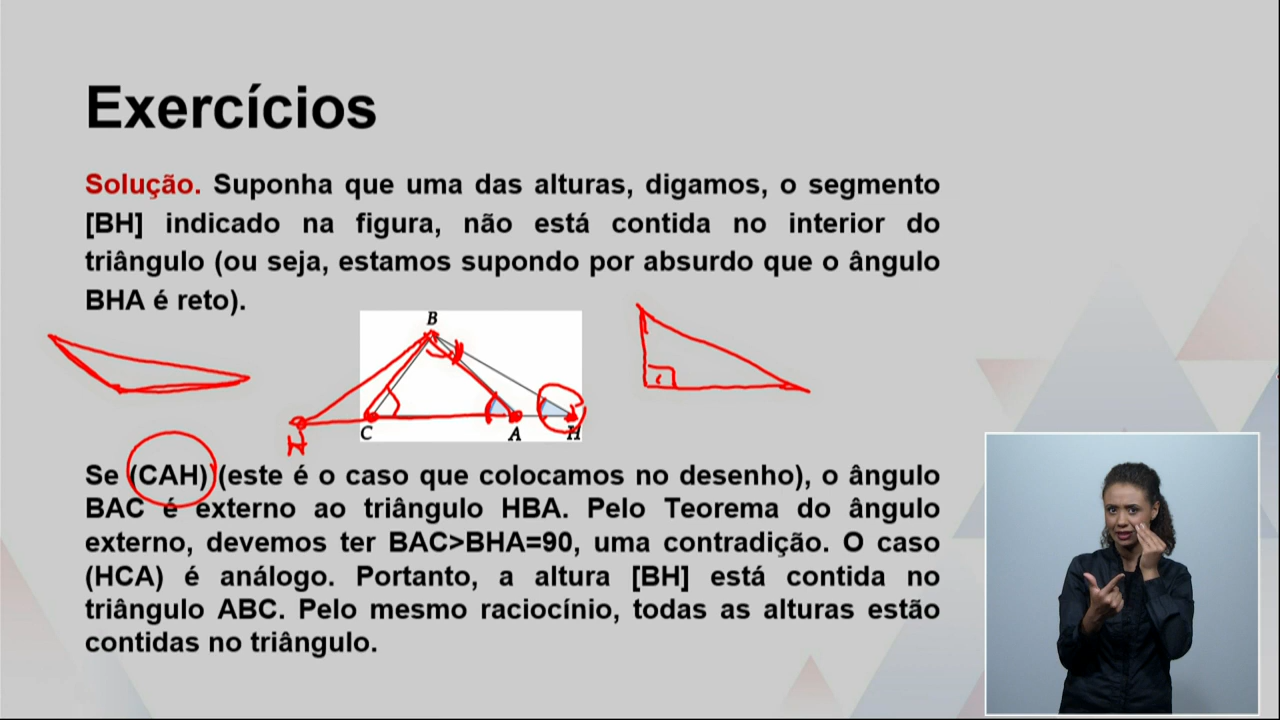 Exercícios
Solução. Suponha que uma das alturas, digamos, o segmento
[BH] indicado na figura, não está contida no interior do
triângulo (ou seja, estamos supondo por absurdo que o ângulo
BHA é reto).
B
C A H
H
Se (CAH) (este é o caso que colocamos no desenho), o ângulo
BAC é externo ao triângulo HBA. Pelo Teorema do ângulo
externo, devemos ter BAC>BHA=90, uma contradição. O caso
(HCA) é análogo. Portanto, a altura [BH] está contida no
triângulo ABC. Pelo mesmo raciocínio, todas as alturas estão
contidas no triângulo.